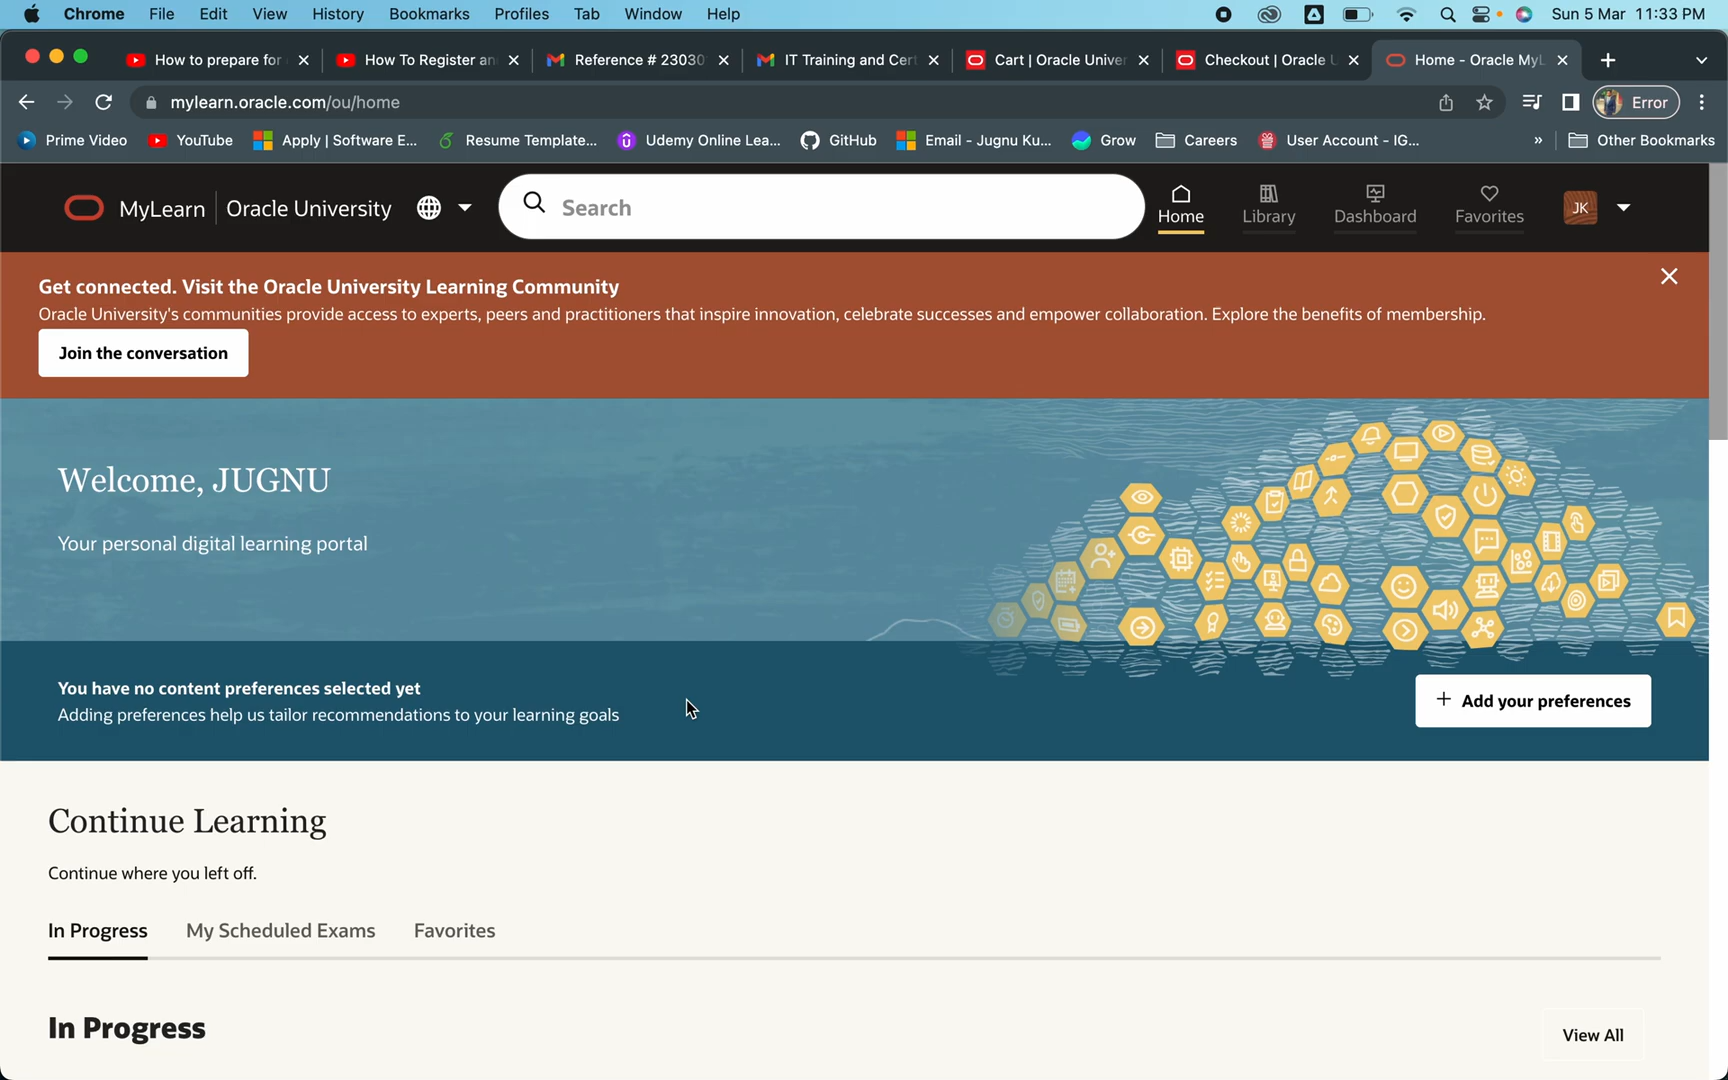 Chrome File Edit View History Bookmarks Profiles Tab Window Help Sun 5 Mar 11:33 PM
How to prepare for How To Register an Reference # 2303 IT Training and Cert Cart | Oracle Univer Checkout | Oracle U Home - Oracle MyL
mylearn.oracle.com/ou/home Error
Prime Video YouTube Apply | Software E... Resume Template... Udemy Online Lea... GitHub Email - Jugnu Ku... Grow Careers User Account - IG... » Other Bookmarks
MyLearn Oracle University Search Home Library Dashboard Favorites JK
Get connected. Visit the Oracle University Learning Community
Oracle University's communities provide access to experts, peers and practitioners that inspire innovation, celebrate successes and empower collaboration. Explore the benefits of membership.
Join the conversation
Welcome, JUGNU
Your personal digital learning portal
You have no content preferences selected yet
Adding preferences help us tailor recommendations to your learning goals
+ Add your preferences
Continue Learning
Continue where you left off.
In Progress My Scheduled Exams Favorites
In Progress
View All